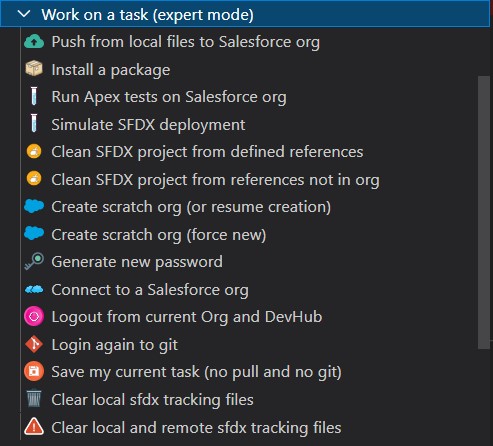 Work on a task (expert mode)
Push from local files to Salesforce org
Install a package
Run Apex tests on Salesforce org
Simulate SFDX deployment
Clean SFDX project from defined references
Clean SFDX project from references not in org
Create scratch org (or resume creation)
Create scratch org (force new)
Generate new password
Connect to a Salesforce org
Logout from current Org and DevHub
Login again to git
Save my current task (no pull and no git)
Clear local sfdx tracking files
Clear local and remote sfdx tracking files